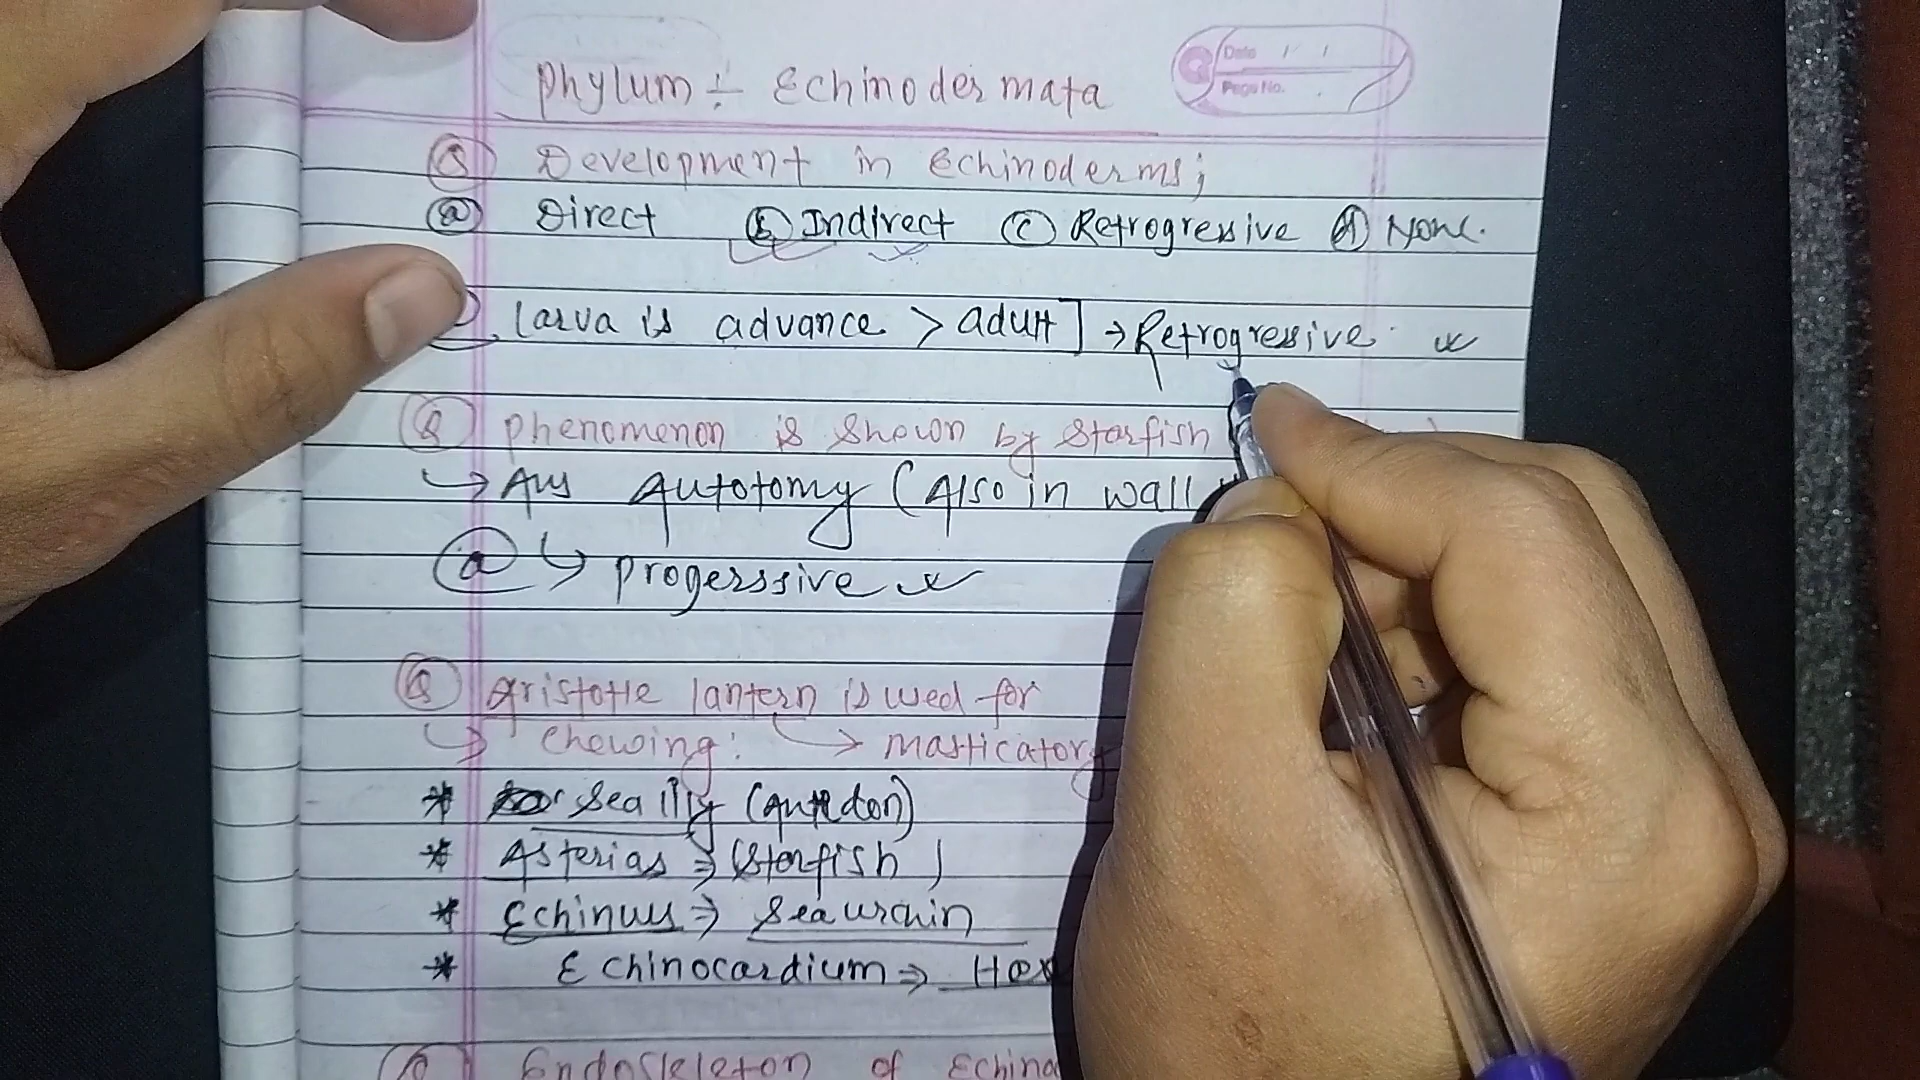 Date / /
Phylum ÷ Echinodermata
Page No.
Q Development in Echinoderms;
(a) Direct (b) Indirect (c) Retrogressive (d) None.
larva is advance > adult] → Retrogressive
Q Phenomenon is shown by starfish
↳ Ans Autotomy (Also in wall
(a) ↳ progerssive
Q Aristotle lantern is used for
↳ chewing: ↳ masticatory
* Sea lily (Antedon)
* Asterias ⇒ (starfish)
* Echinus ⇒ Sea urchin
* Echinocardium ⇒
Q Endoskeleton of